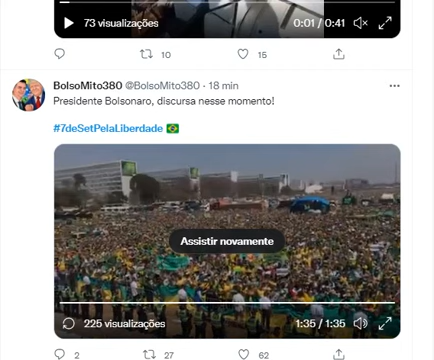 73 visualizações
0:01 / 0:41
10
15
BolsoMito380 @BolsoMito380 · 18 min
Presidente Bolsonaro, discursa nesse momento!
#7deSetPelaLiberdade
Assistir novamente
225 visualizações
1:35 / 1:35
2
27
62